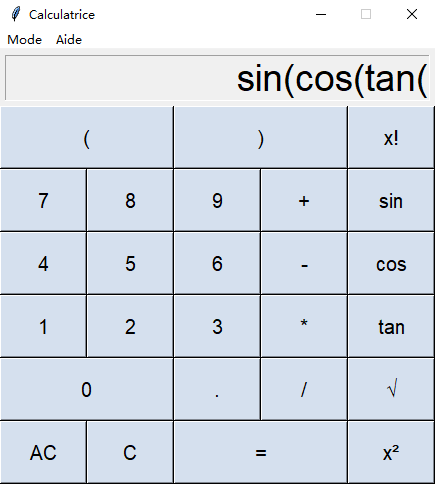 Calculatrice
Mode Aide
sin(cos(tan(
( ) x!
7 8 9 + sin
4 5 6 - cos
1 2 3 * tan
0 . / √
AC C = x²